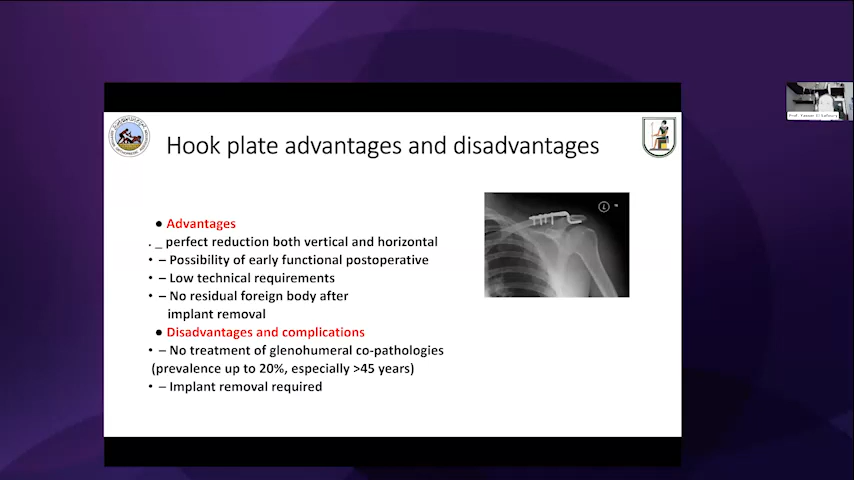 Hook plate advantages and disadvantages
● Advantages
. _ perfect reduction both vertical and horizontal
• – Possibility of early functional postoperative
• – Low technical requirements
• – No residual foreign body after
implant removal
● Disadvantages and complications
• – No treatment of glenohumeral co-pathologies
(prevalence up to 20%, especially >45 years)
• – Implant removal required
L